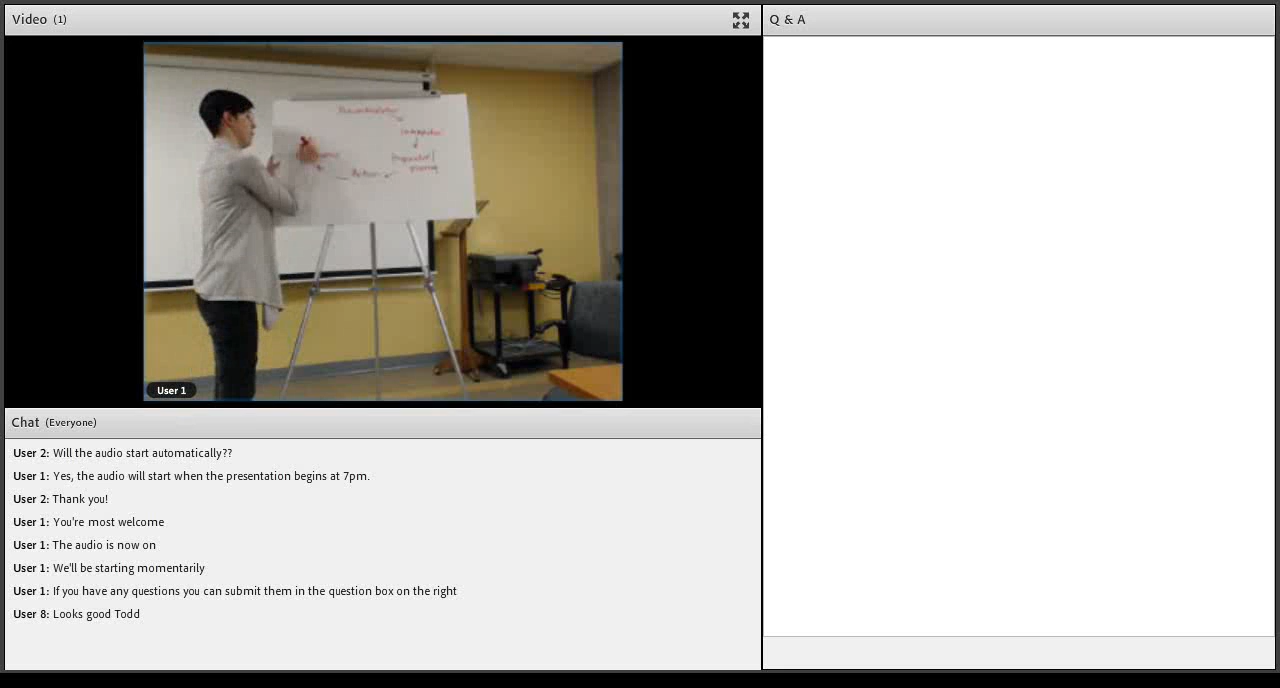 Video (1)
Q & A
Action
User 1
Chat (Everyone)
User 2: Will the audio start automatically??
User 1: Yes, the audio will start when the presentation begins at 7pm.
User 2: Thank you!
User 1: You're most welcome
User 1: The audio is now on
User 1: We'll be starting momentarily
User 1: If you have any questions you can submit them in the question box on the right
User 8: Looks good Todd